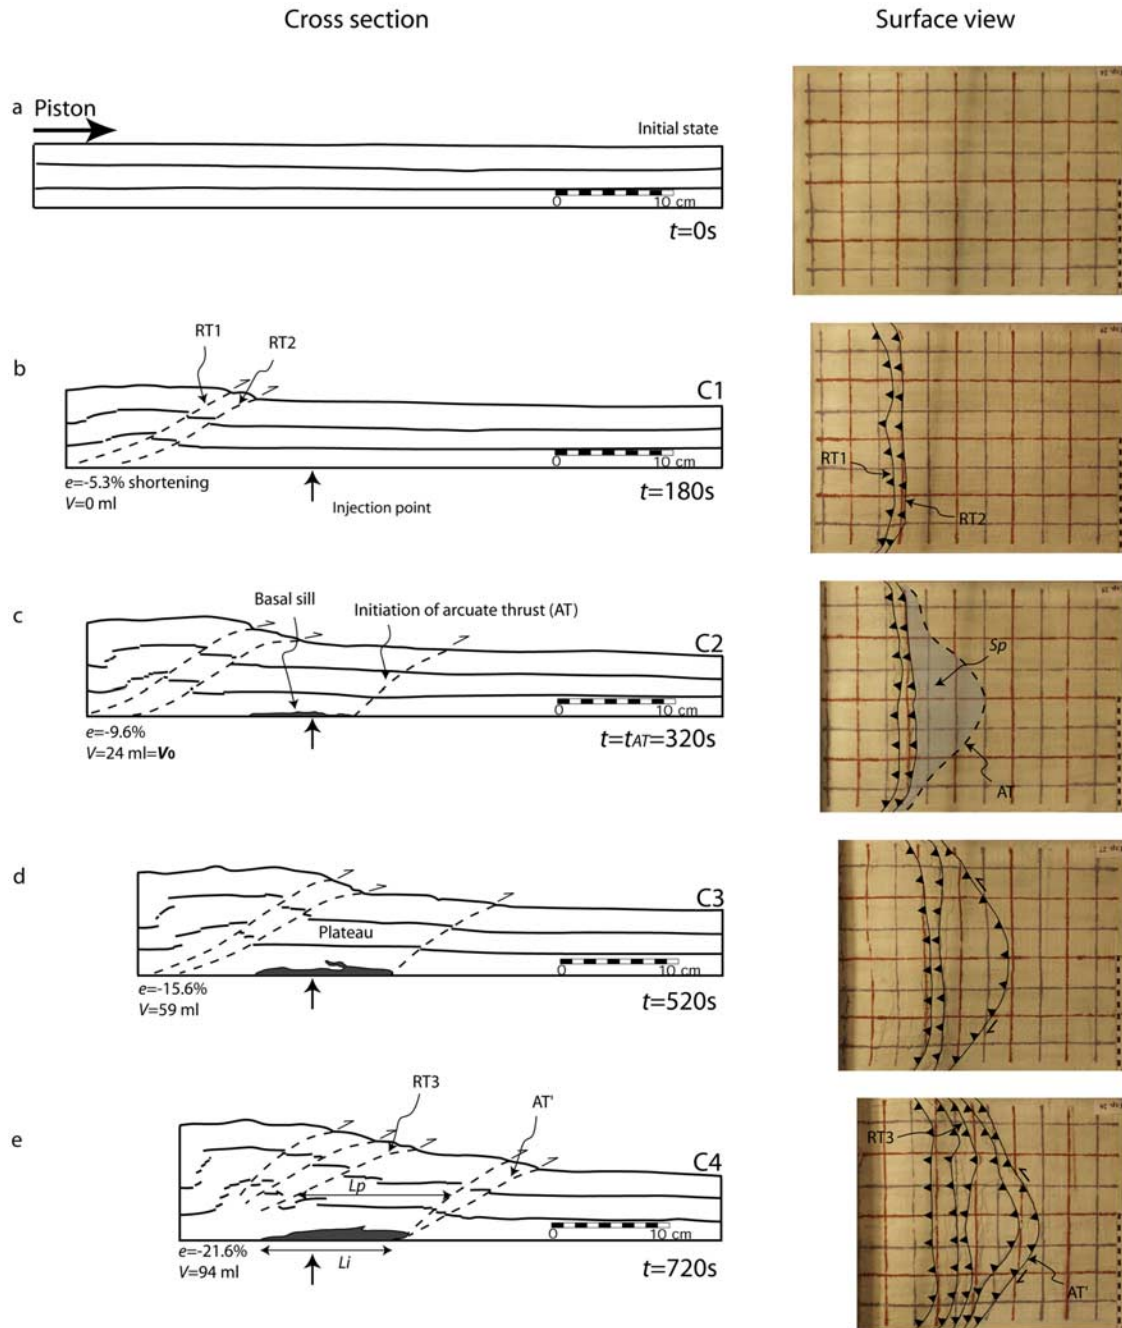 Cross section
Surface view
a
Piston
Initial state
0 10 cm
t=0s
b
RT1
RT2
C1
0 10 cm
e=-5.3% shortening
V=0 ml
Injection point
t=180s
RT1
RT2
c
Basal sill
Initiation of arcuate thrust (AT)
C2
0 10 cm
e=-9.6%
V=24 ml=V0
t=tAT=320s
Sp
AT
d
C3
Plateau
0 10 cm
e=-15.6%
V=59 ml
t=520s
e
RT3
AT'
C4
Lp
0 10 cm
e=-21.6%
V=94 ml
Li
t=720s
RT3
AT'